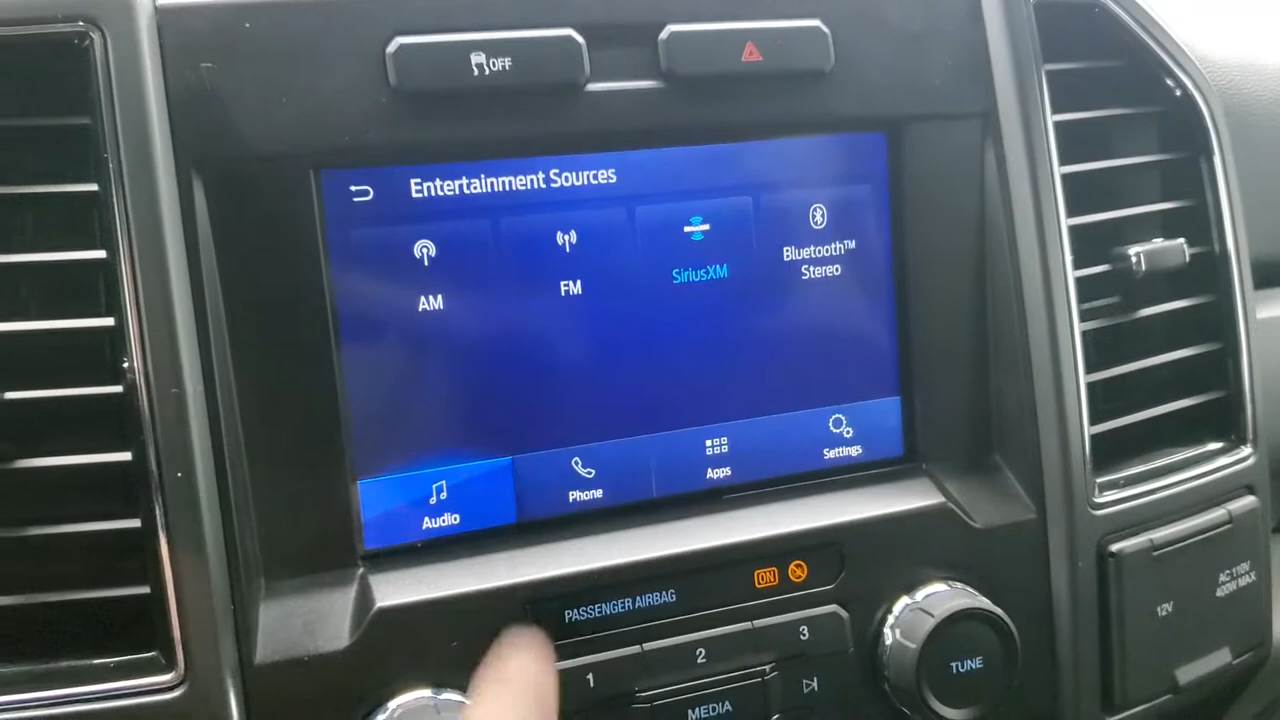 OFF
Entertainment Sources
AM
FM
SiriusXM
Bluetooth™
Stereo
Audio
Phone
Apps
Settings
PASSENGER AIRBAG
ON
1
2
3
MEDIA
TUNE
12V
AC 110V
400W MAX